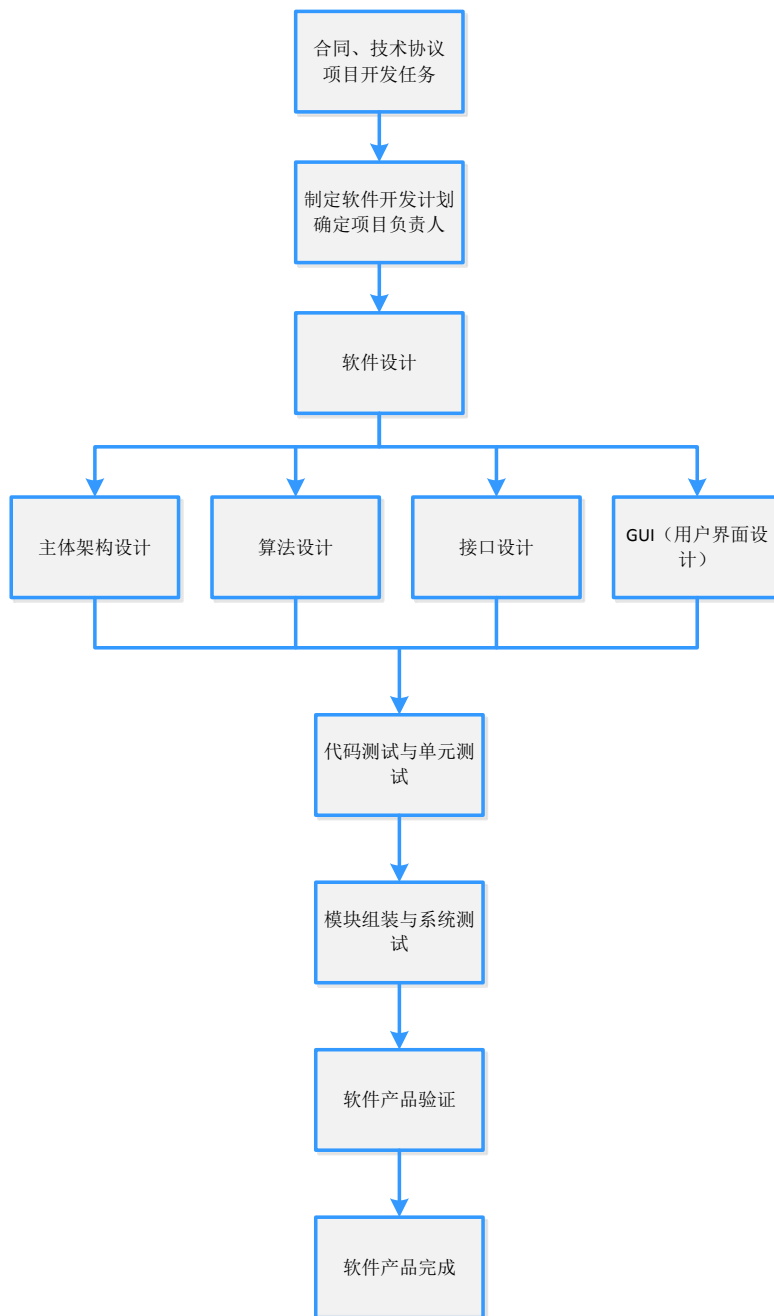 合同、技术协议
项目开发任务
制定软件开发计划
确定项目负责人
软件设计
主体架构设计
算法设计
接口设计
GUI（用户界面设
计）
代码测试与单元测
试
模块组装与系统测
试
软件产品验证
软件产品完成